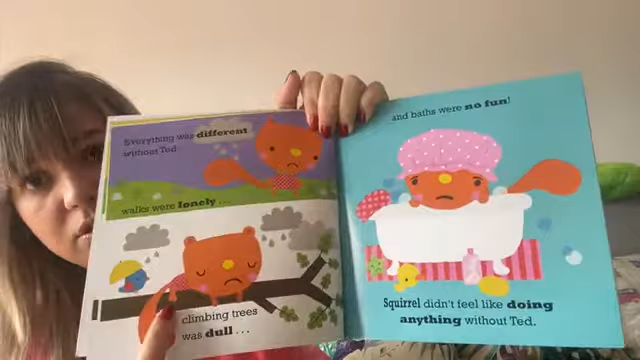 Everything was different
without Ted.
walks were lonely . . .
climbing trees
was dull . . .
and baths were no fun!
Squirrel didn't feel like doing
anything without Ted.